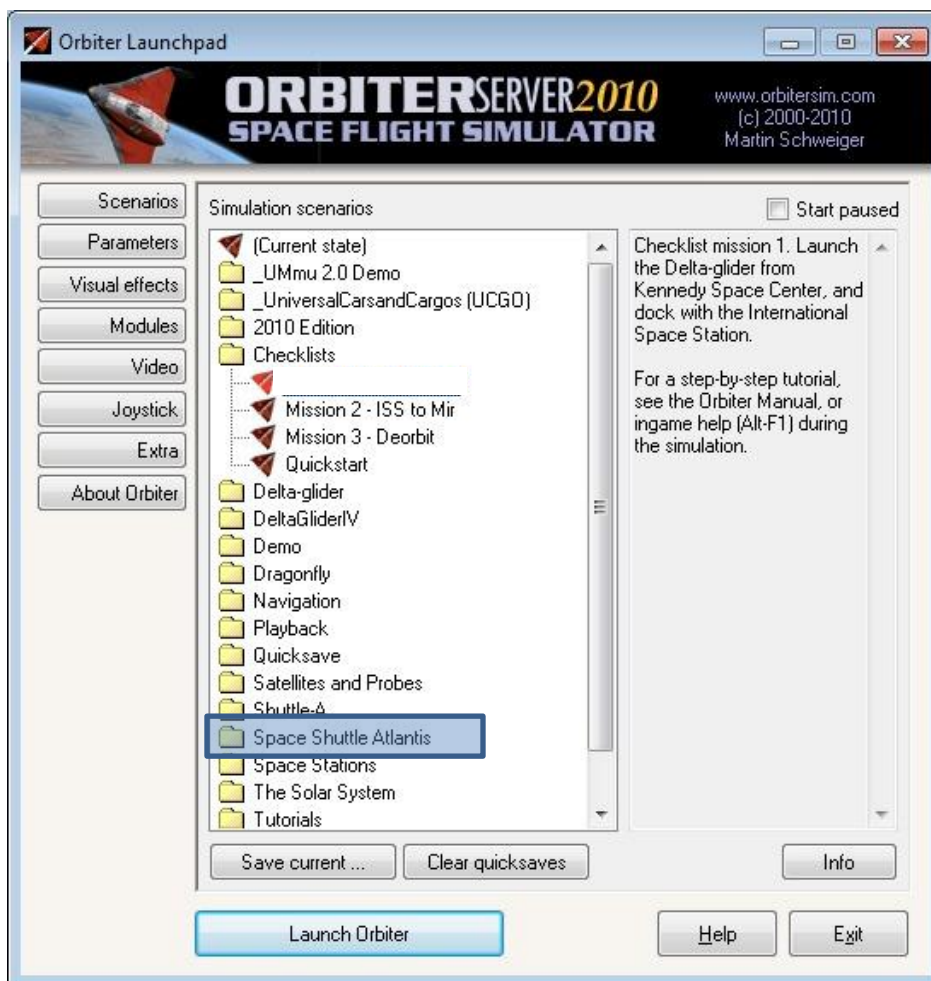 Orbiter Launchpad
ORBITERSERVER2010
SPACE FLIGHT SIMULATOR
www.orbitersim.com
(c) 2000-2010
Martin Schweiger
Scenarios
Parameters
Visual effects
Modules
Video
Joystick
Extra
About Orbiter
Simulation scenarios
Start paused
(Current state)
_UMmu 2.0 Demo
_UniversalCarsandCargos (UCGO)
2010 Edition
Checklists
Mission 2 - ISS to Mir
Mission 3 - Deorbit
Quickstart
Delta-glider
DeltaGliderIV
Demo
Dragonfly
Navigation
Playback
Quicksave
Satellites and Probes
Shuttle-A
Space Shuttle Atlantis
Space Stations
The Solar System
Tutorials
Checklist mission 1. Launch
the Delta-glider from
Kennedy Space Center, and
dock with the International
Space Station.
For a step-by-step tutorial,
see the Orbiter Manual, or
ingame help (Alt-F1) during
the simulation.
Save current ...
Clear quicksaves
Info
Launch Orbiter
Help
Exit